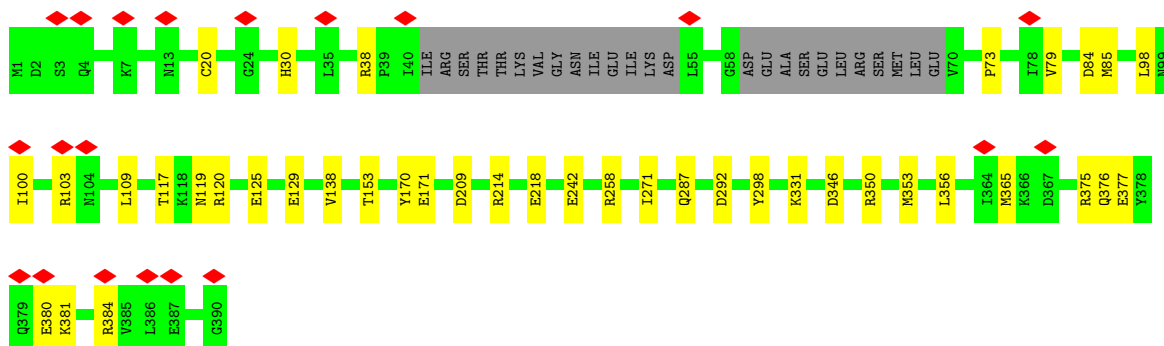 M1 D2 S3 Q4 K7 N13 C20 G24 H30 L35 R38 P39 I40 ILE ARG SER THR THR LYS VAL GLY ASN ILE GLU ILE LYS ASP L55 G58 ASP GLU ALA SER GLU LEU ARG SER MET LEU GLU V70 P73 I78 V79 D84 M85 L98 N99
I100 R103 N104 L109 T117 K118 N119 R120 E125 E129 V138 T153 Y170 E171 D209 R214 E218 E242 R258 I271 Q287 D292 Y298 K331 D346 R350 M353 L356 I364 M365 K366 D367 R375 Q376 E377 Y378
Q379 E380 K381 R384 V385 L386 E387 G390